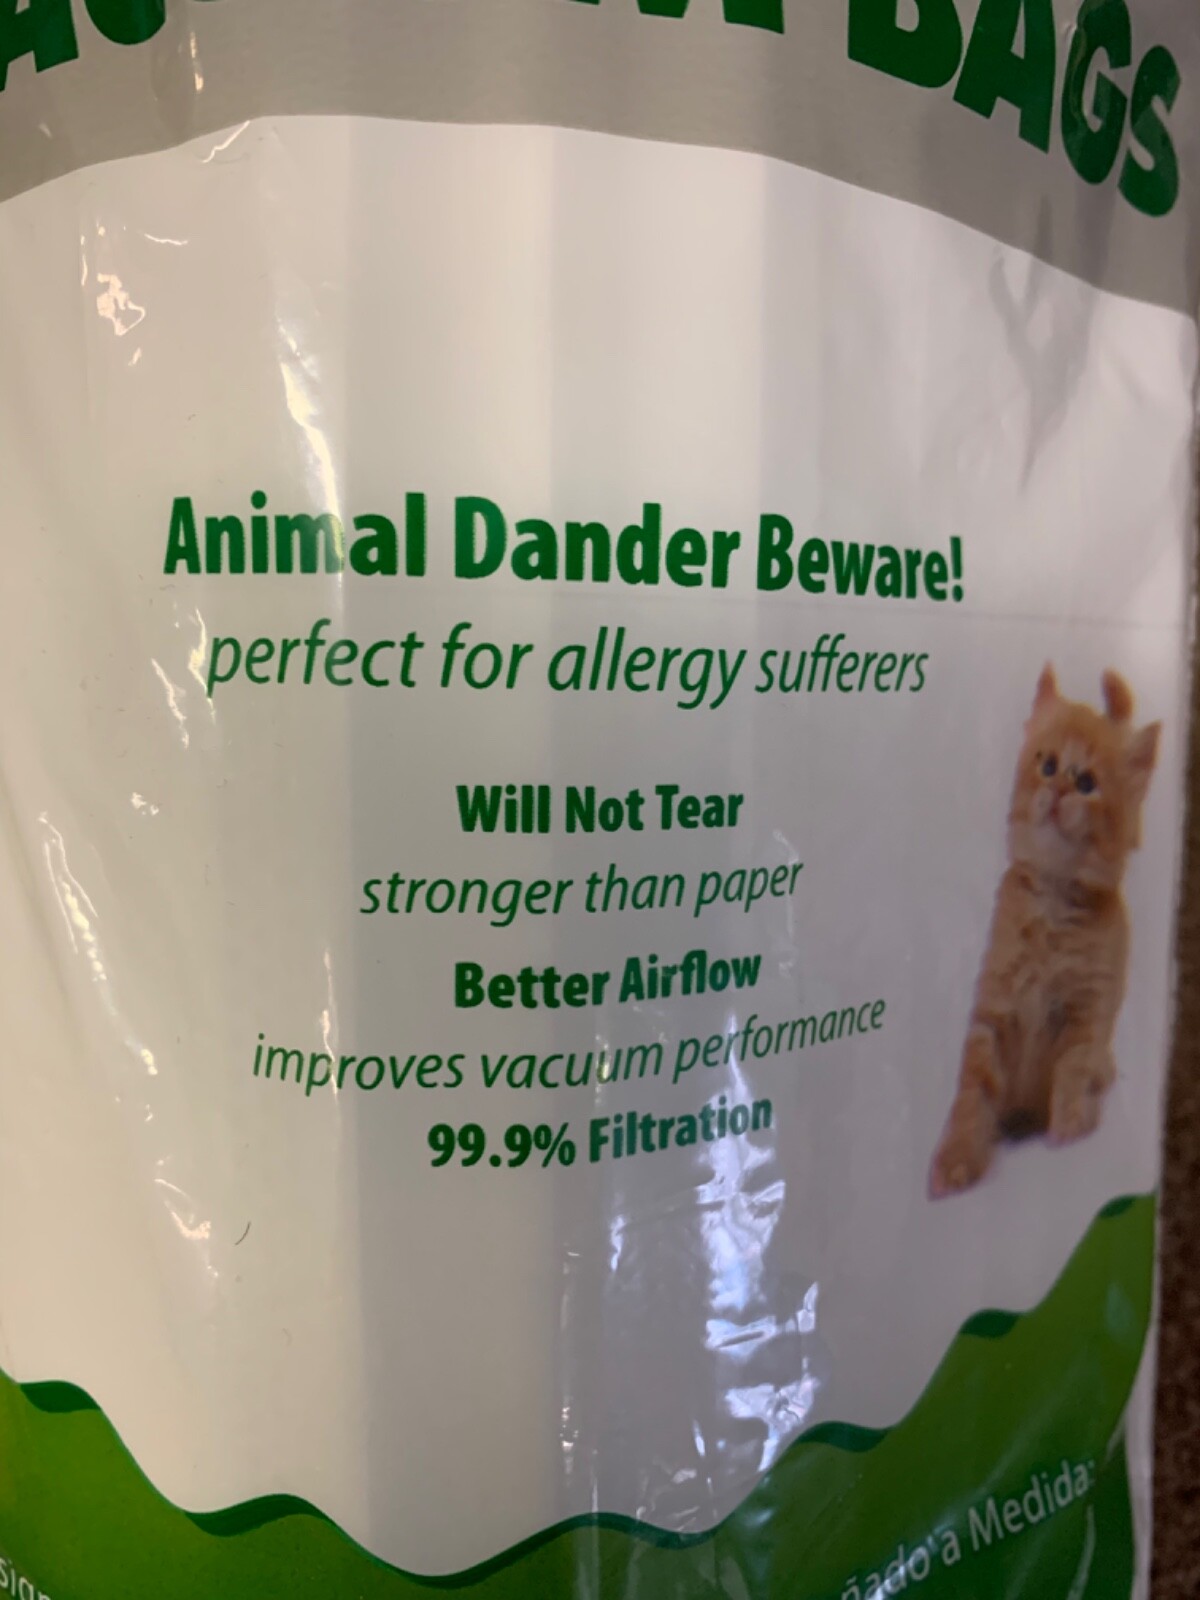 BAGS
Animal Dander Beware!
perfect for allergy sufferers
Will Not Tear
stronger than paper
Better Airflow
improves vacuum performance
99.9% Filtration
a Medida: